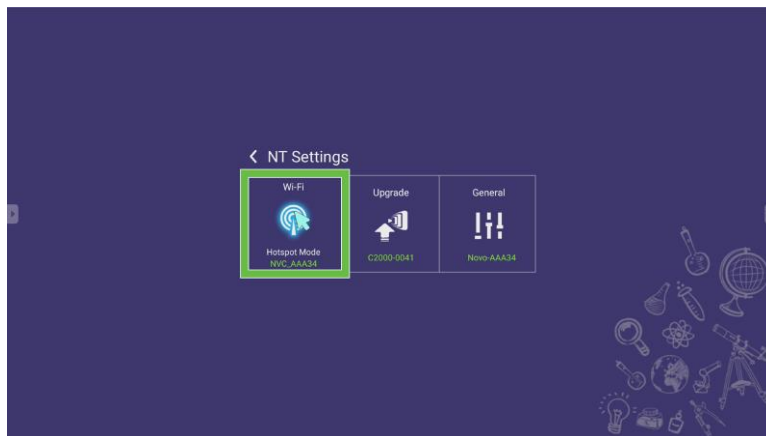 NT Settings
Wi-Fi
Hotspot Mode
NVC_AAA34
Upgrade
C2000-0041
General
Novo-AAA34